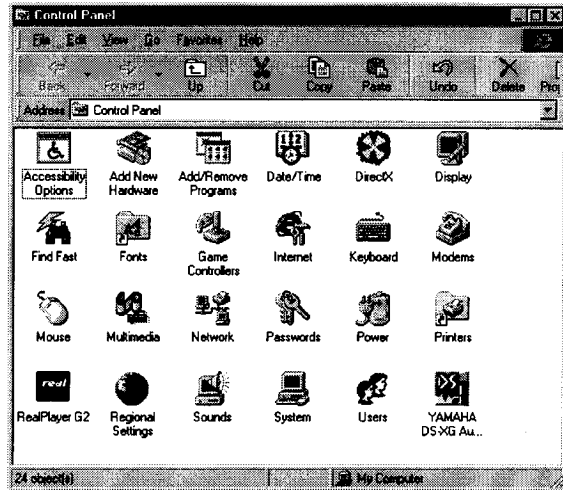 Control Panel
File Edit View Go Favorites Help
Back Forward Up Cut Copy Paste Undo Delete
Address Control Panel
Accessibility Options
Add New Hardware
Add/Remove Programs
Date/Time
DirectX
Display
Find Fast
Fonts
Game Controllers
Internet
Keyboard
Modems
Mouse
Multimedia
Network
Passwords
Power
Printers
real
RealPlayer G2
Regional Settings
Sounds
System
Users
YAMAHA DS-XG Au...
24 object(s) My Computer